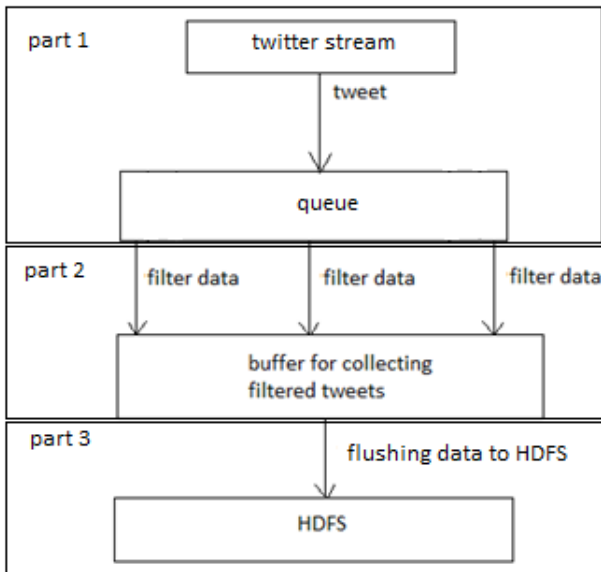 part 1
twitter stream
tweet
queue
part 2
filter data
filter data
filter data
buffer for collecting
filtered tweets
part 3
flushing data to HDFS
HDFS